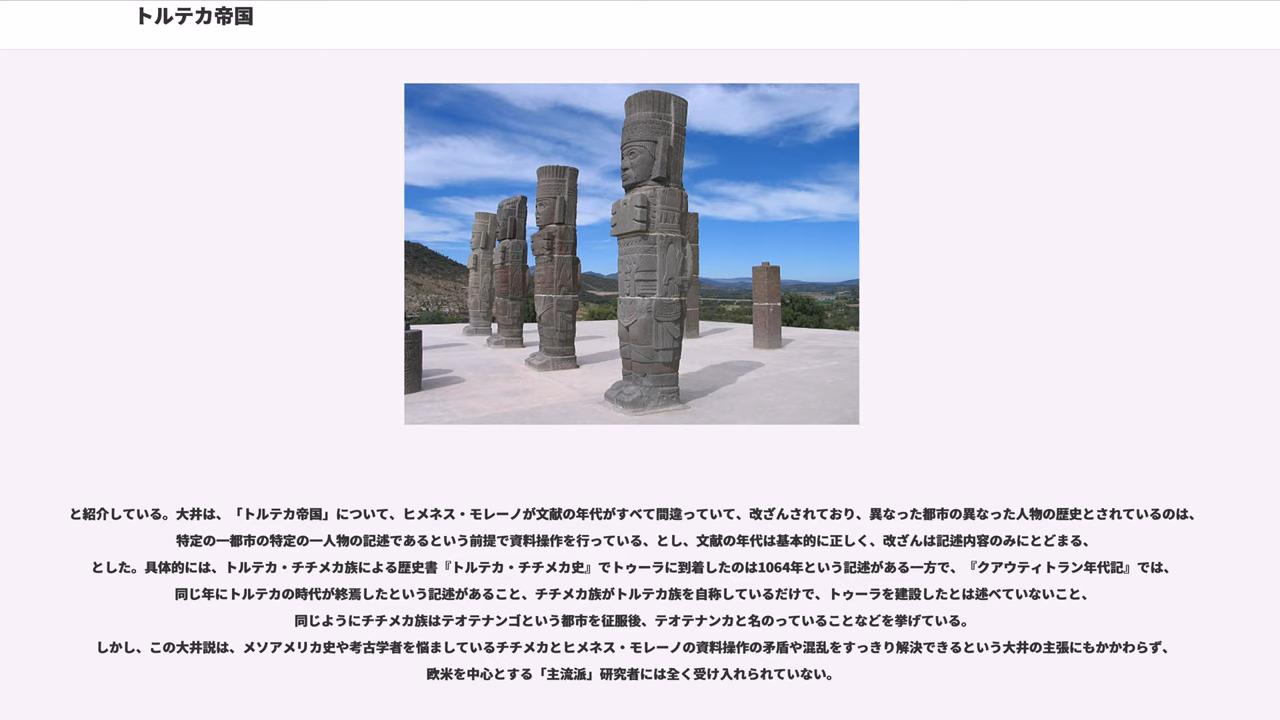 トルテカ帝国
と紹介している。大井は、「トルテカ帝国」について、ヒメネス・モレーノが文献の年代がすべて間違っていて、改ざんされており、異なった都市の異なった人物の歴史とされているのは、
特定の一都市の特定の一人物の記述であるという前提で資料操作を行っている、とし、文献の年代は基本的に正しく、改ざんは記述内容のみにとどまる、
とした。具体的には、トルテカ・チチメカ族による歴史書『トルテカ・チチメカ史』でトゥーラに到着したのは1064年という記述がある一方で、『クアウティトラン年代記』では、
同じ年にトルテカの時代が終焉したという記述があること、チチメカ族がトルテカ族を自称しているだけで、トゥーラを建設したとは述べていないこと、
同じようにチチメカ族はテオテナンゴという都市を征服後、テオテナンカと名のっていることなどを挙げている。
しかし、この大井説は、メソアメリカ史や考古学者を悩ましているチチメカとヒメネス・モレーノの資料操作の矛盾や混乱をすっきり解決できるという大井の主張にもかかわらず、
欧米を中心とする「主流派」研究者には全く受け入れられていない。